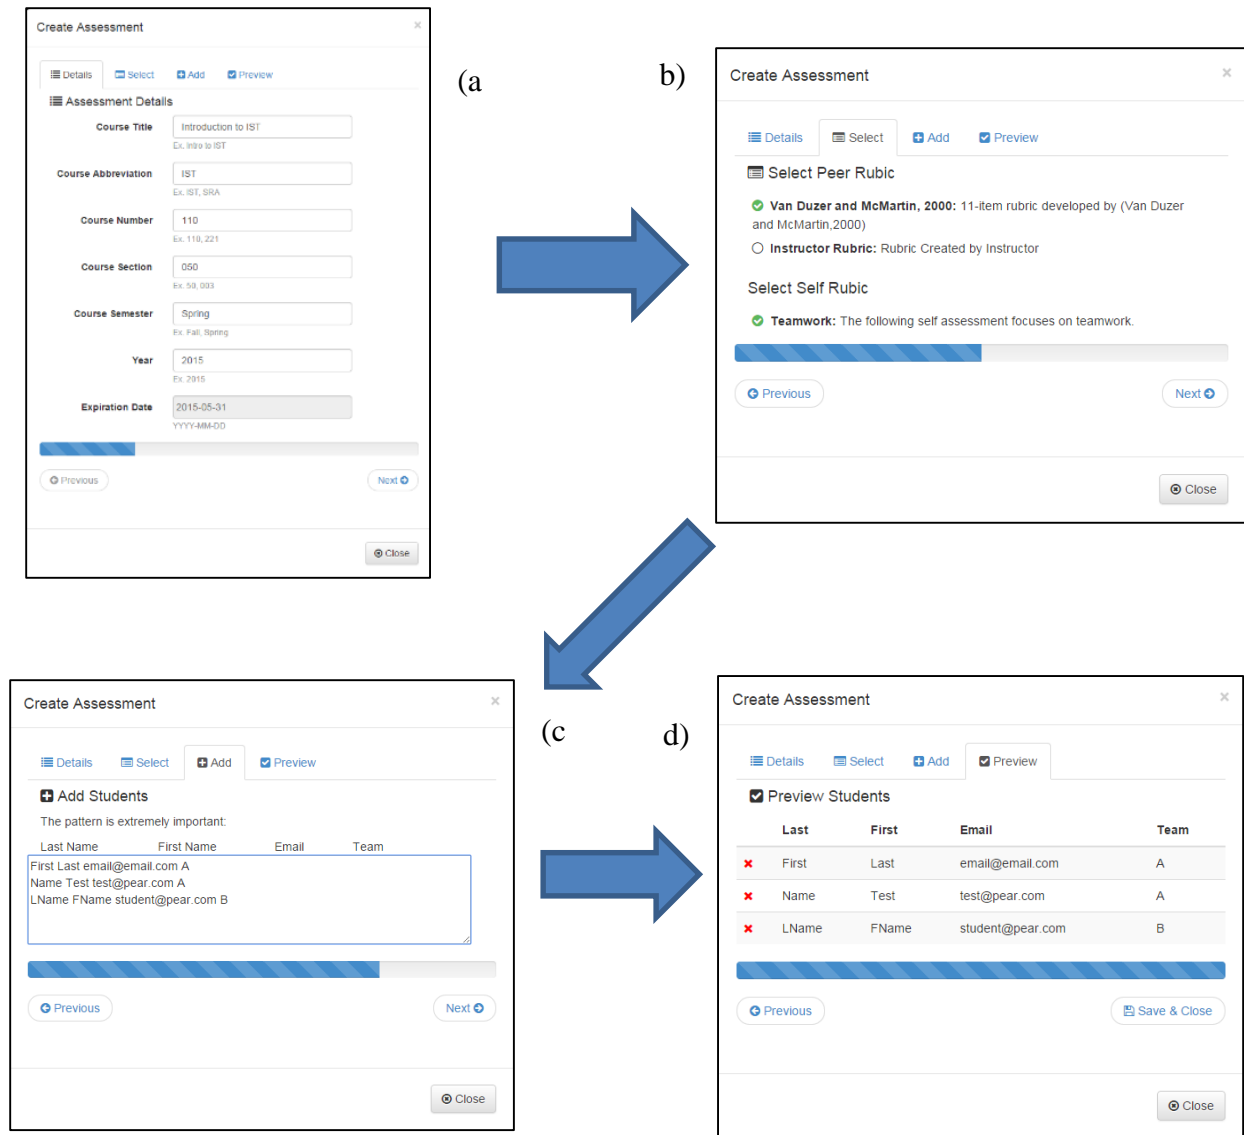 Create Assessment ×
Details Select Add Preview
Assessment Details
Course Title Introduction to IST
Ex. Intro to IST
Course Abbreviation IST
Ex. IST, SRA
Course Number 110
Ex. 110, 221
Course Section 050
Ex. 50, 003
Course Semester Spring
Ex. Fall, Spring
Year 2015
Ex. 2015
Expiration Date 2015-05-31
YYYY-MM-DD
Previous Next
Close
(a
b)
Create Assessment ×
Details Select Add Preview
Select Peer Rubic
Van Duzer and McMartin, 2000: 11-item rubric developed by (Van Duzer
and McMartin,2000)
Instructor Rubric: Rubric Created by Instructor
Select Self Rubic
Teamwork: The following self assessment focuses on teamwork.
Previous Next
Close
Create Assessment ×
Details Select Add Preview
Add Students
The pattern is extremely important:
Last Name First Name Email Team
First Last email@email.com A
Name Test test@pear.com A
LName FName student@pear.com B
Previous Next
Close
(c
d)
Create Assessment ×
Details Select Add Preview
Preview Students
Last First Email Team
First Last email@email.com A
Name Test test@pear.com A
LName FName student@pear.com B
Previous Save & Close
Close